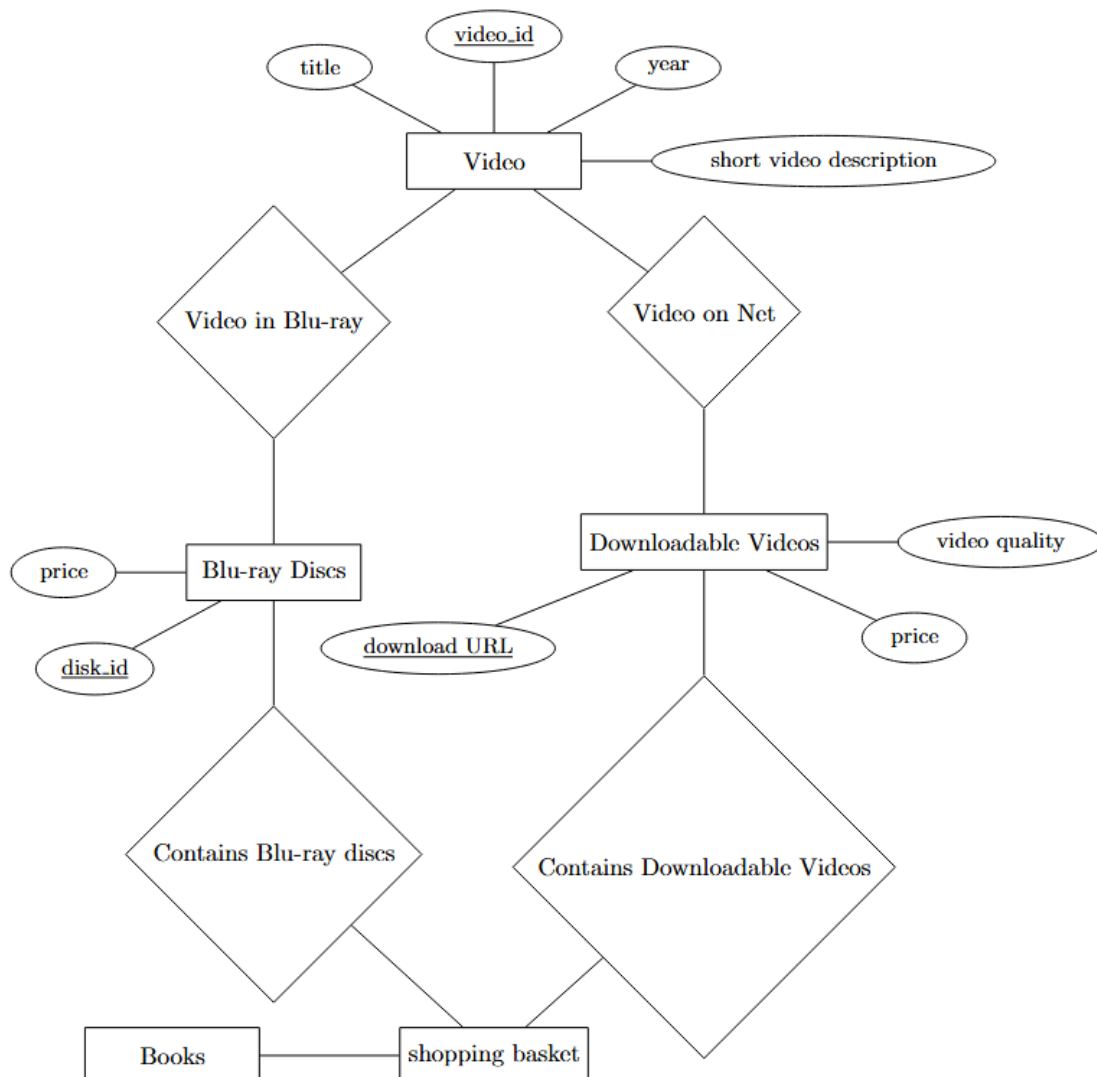 video_id
title
year
Video
short video description
Video in Blu-ray
Video on Net
Downloadable Videos
video quality
Blu-ray Discs
price
download URL
price
disk_id
Contains Blu-ray discs
Contains Downloadable Videos
Books
shopping basket